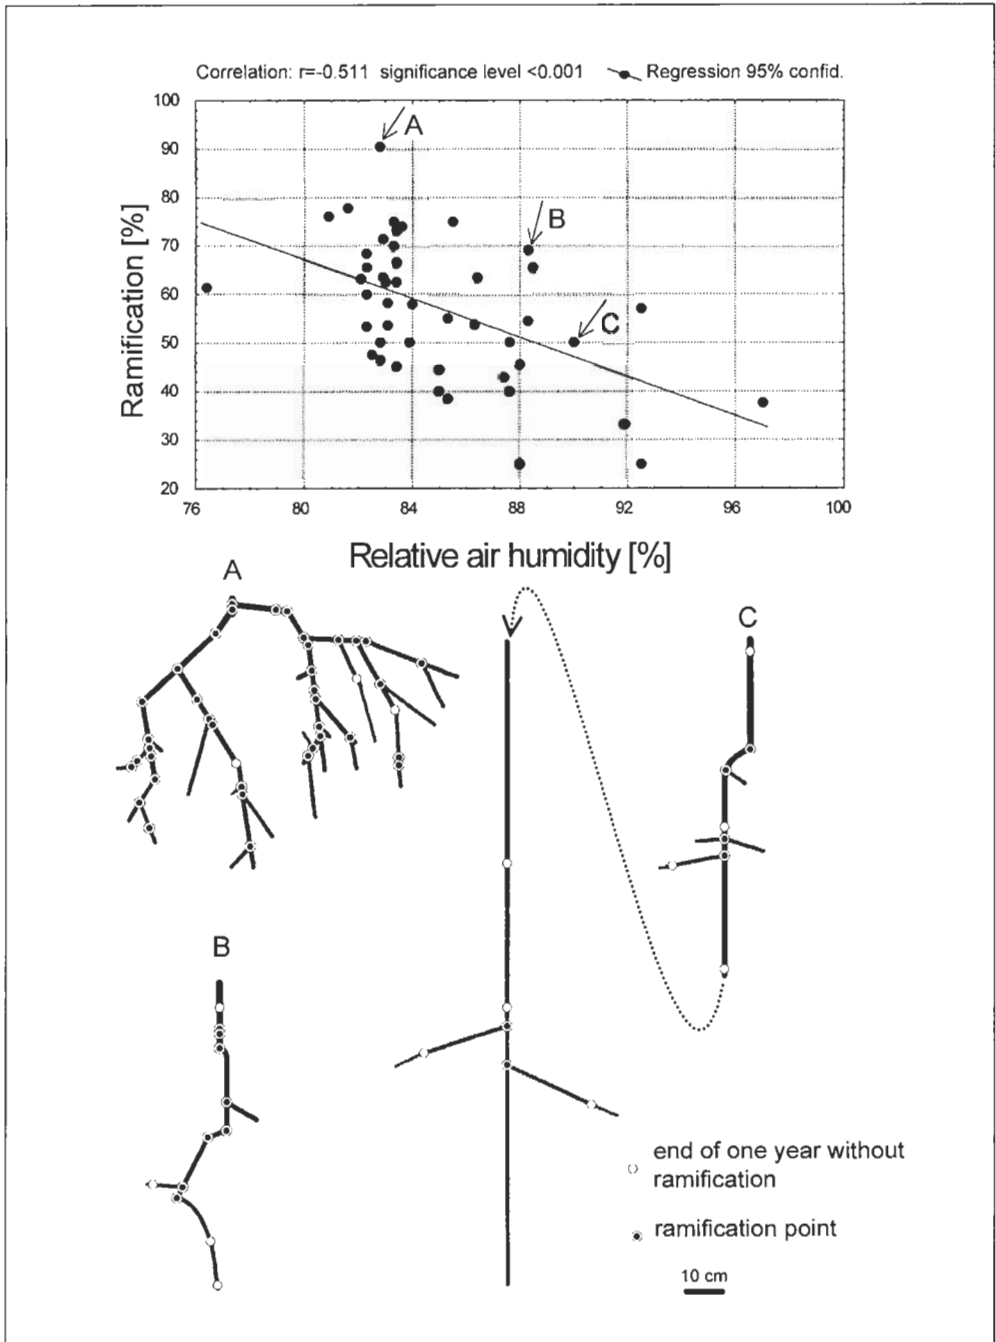 Correlation: r=-0.511 significance level <0.001 Regression 95% confid.
100
90
80
70
60
50
40
30
20
Ramification [%]
A
B
C
76 80 84 88 92 96 100
Relative air humidity [%]
A
C
B
end of one year without
ramification
ramification point
10 cm